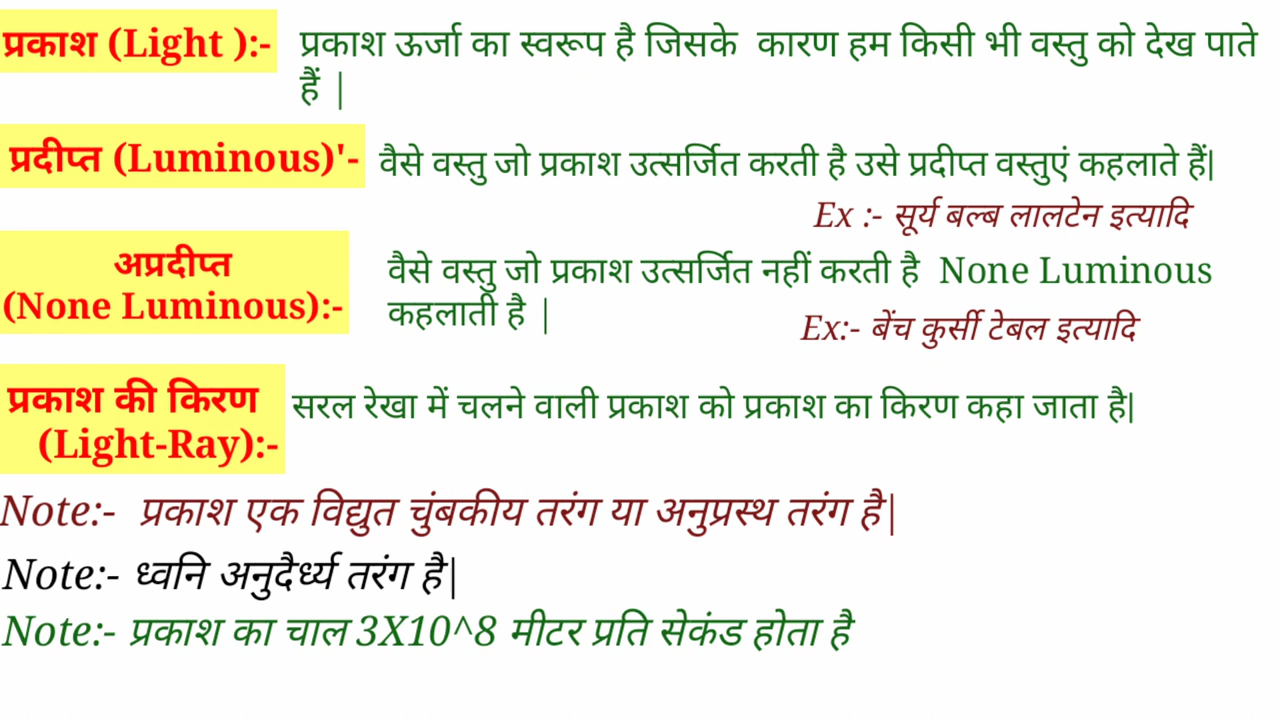 प्रकाश (Light ):- प्रकाश ऊर्जा का स्वरूप है जिसके कारण हम किसी भी वस्तु को देख पाते
हैं |
प्रदीप्त (Luminous)'- वैसे वस्तु जो प्रकाश उत्सर्जित करती है उसे प्रदीप्त वस्तुएं कहलाते हैं|
Ex :- सूर्य बल्ब लालटेन इत्यादि
अप्रदीप्त
(None Luminous):-
वैसे वस्तु जो प्रकाश उत्सर्जित नहीं करती है None Luminous
कहलाती है |
Ex:- बेंच कुर्सी टेबल इत्यादि
प्रकाश की किरण
(Light-Ray):-
सरल रेखा में चलने वाली प्रकाश को प्रकाश का किरण कहा जाता है|
Note:- प्रकाश एक विद्युत चुंबकीय तरंग या अनुप्रस्थ तरंग है|
Note:- ध्वनि अनुदैर्ध्य तरंग है|
Note:- प्रकाश का चाल 3X10^8 मीटर प्रति सेकंड होता है